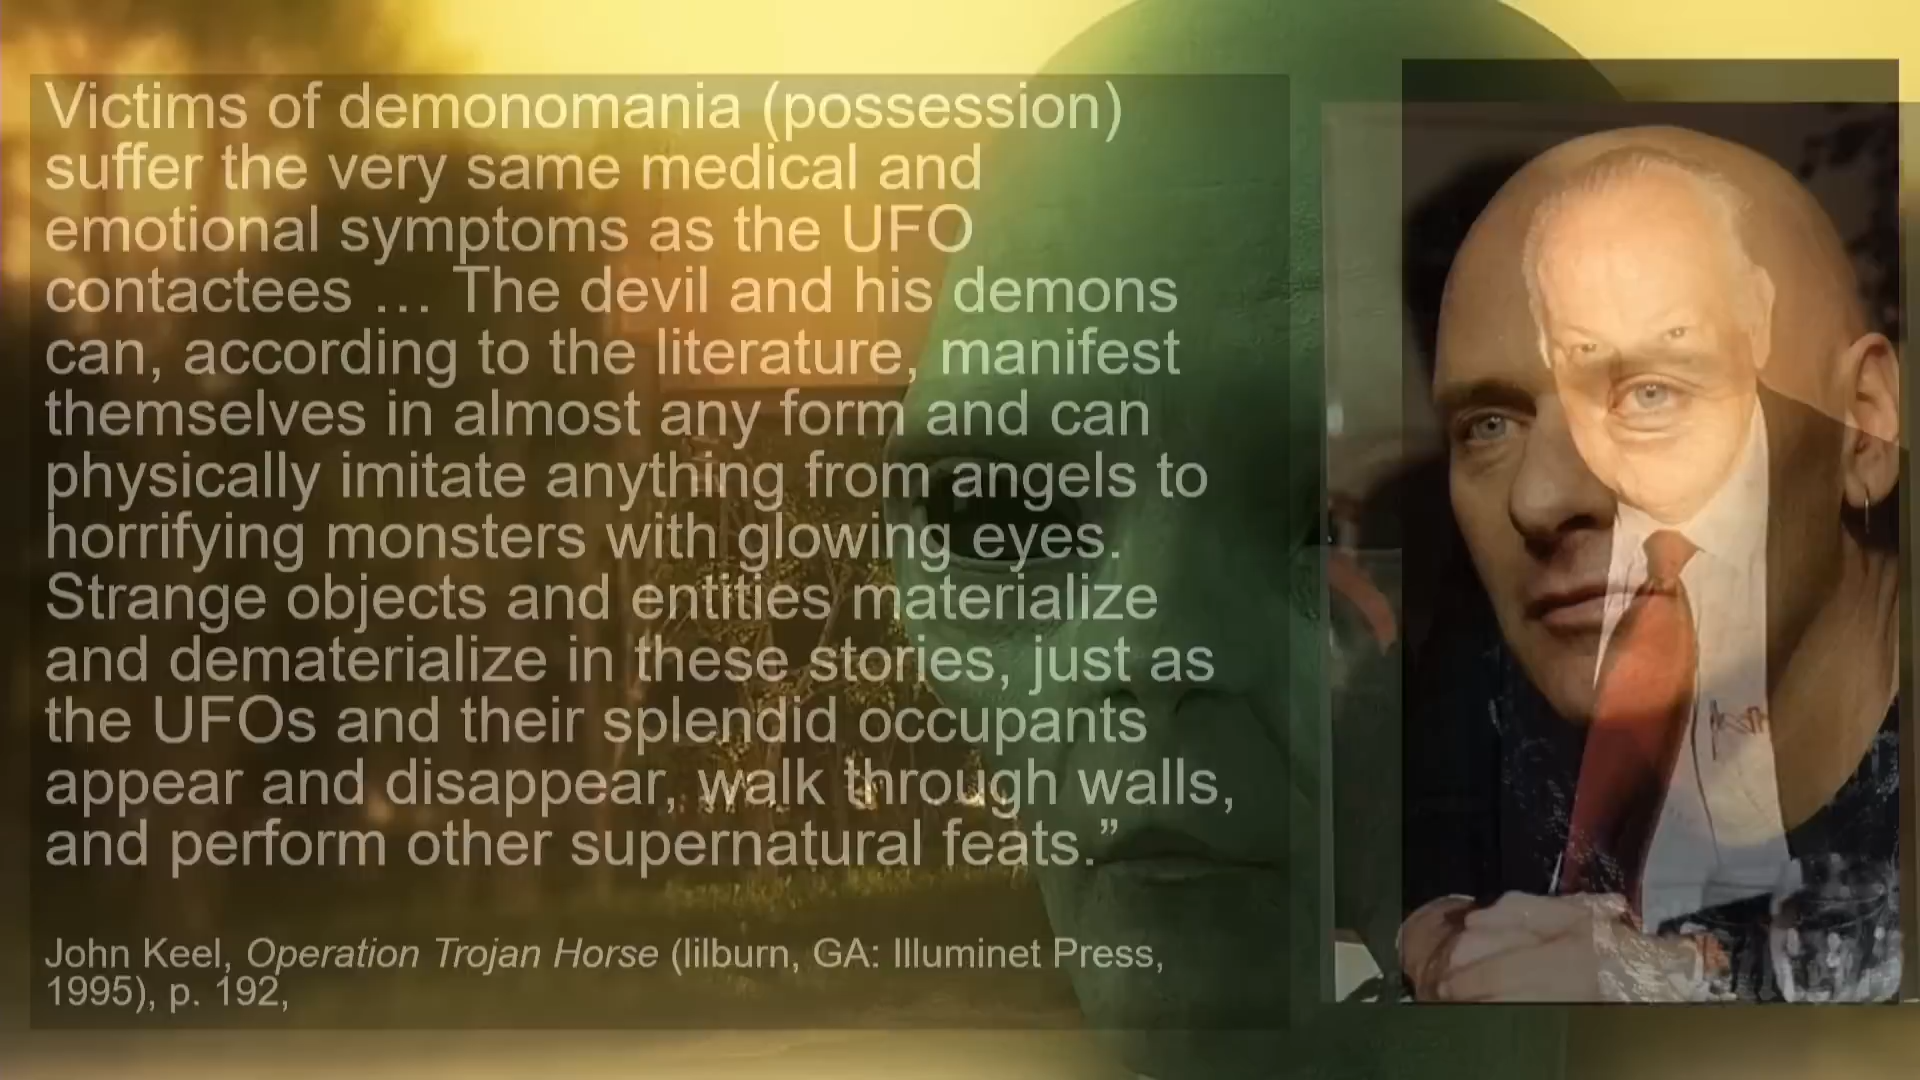 Victims of demonomania (possession)
suffer the very same medical and
emotional symptoms as the UFO
contactees … The devil and his demons
can, according to the literature, manifest
themselves in almost any form and can
physically imitate anything from angels to
horrifying monsters with glowing eyes.
Strange objects and entities materialize
and dematerialize in these stories, just as
the UFOs and their splendid occupants
appear and disappear, walk through walls,
and perform other supernatural feats.”
John Keel, Operation Trojan Horse (lilburn, GA: Illuminet Press,
1995), p. 192,